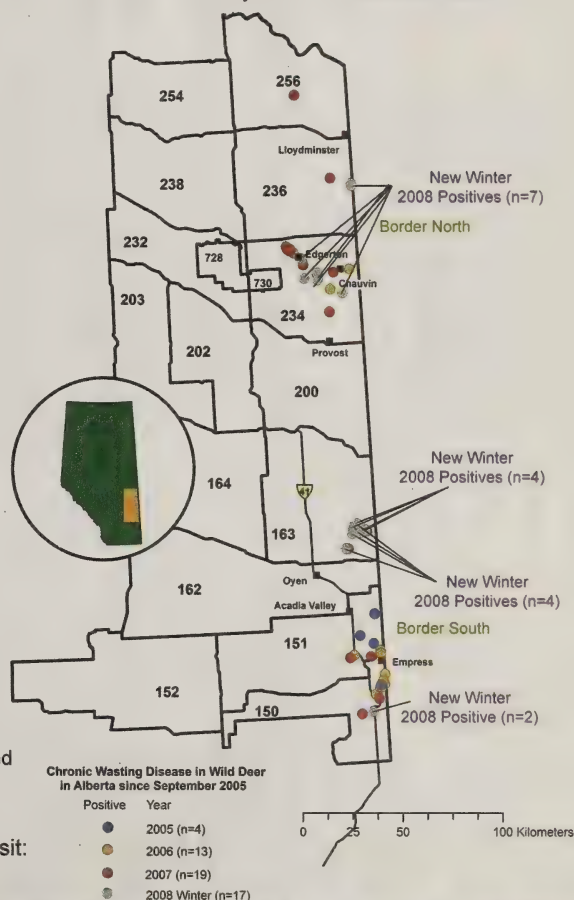 254
256
Lloydminster
238
236
New Winter
2008 Positives (n=7)
Border North
232
728
Edgerton
730
Chauvin
203
234
202
Provost
200
164
41
163
New Winter
2008 Positives (n=4)
New Winter
2008 Positives (n=4)
Oyen
162
Acadia Valley
Border South
151
Empress
152
150
New Winter
2008 Positive (n=2)
Chronic Wasting Disease in Wild Deer
in Alberta since September 2005
Positive Year
2005 (n=4)
2006 (n=13)
2007 (n=19)
2008 Winter (n=17)
sit:
0 25 50 100 Kilometers